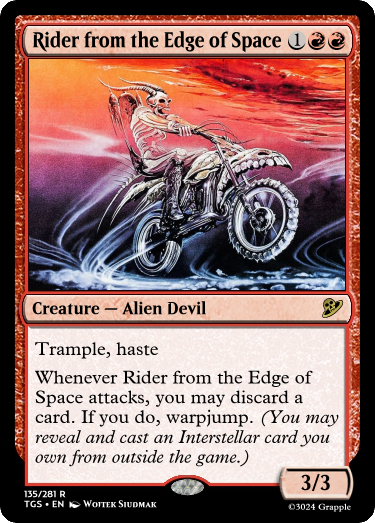 Rider from the Edge of Space 1
Creature — Alien Devil
Trample, haste
Whenever Rider from the Edge of
Space attacks, you may discard a
card. If you do, warpjump. (You may
reveal and cast an Interstellar card you
own from outside the game.)
3/3
135/281 R
TGS • EN Wojtek Siudmak
©3024 Grapple